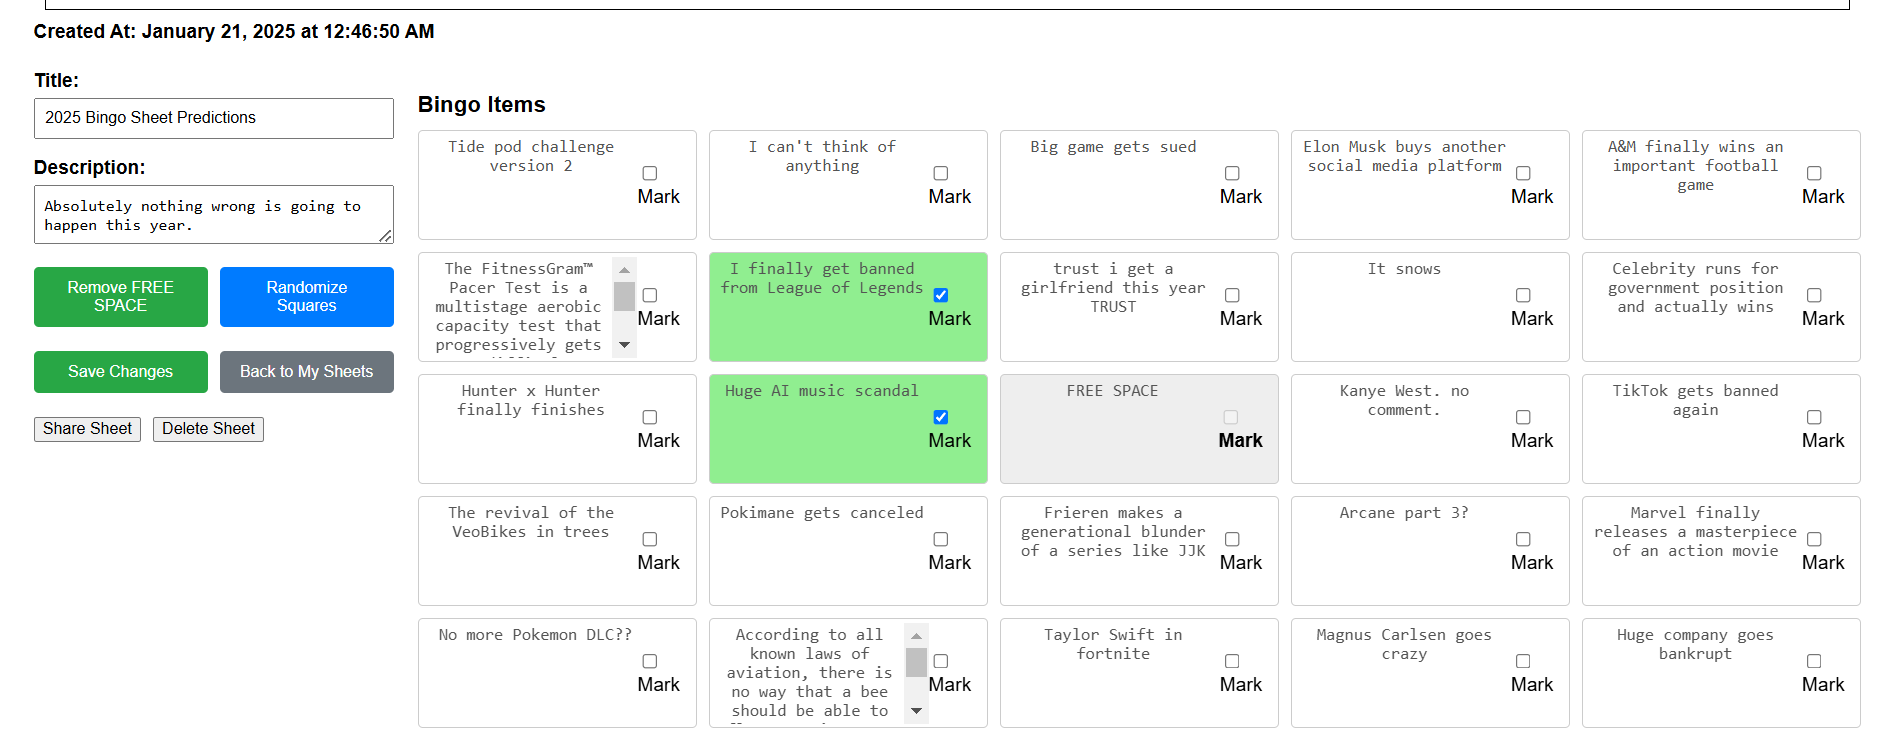 Created At: January 21, 2025 at 12:46:50 AM
Title:
2025 Bingo Sheet Predictions
Description:
Absolutely nothing wrong is going to
happen this year.
Remove FREE
SPACE
Randomize
Squares
Save Changes
Back to My Sheets
Share Sheet
Delete Sheet
Bingo Items
Tide pod challenge
version 2
Mark
I can't think of
anything
Mark
Big game gets sued
Mark
Elon Musk buys another
social media platform
Mark
A&M finally wins an
important football
game
Mark
The FitnessGram™
Pacer Test is a
multistage aerobic
capacity test that
progressively gets
Mark
I finally get banned
from League of Legends
Mark
trust i get a
girlfriend this year
TRUST
Mark
It snows
Mark
Celebrity runs for
government position
and actually wins
Mark
Hunter x Hunter
finally finishes
Mark
Huge AI music scandal
Mark
FREE SPACE
Mark
Kanye West. no
comment.
Mark
TikTok gets banned
again
Mark
The revival of the
VeoBikes in trees
Mark
Pokimane gets canceled
Mark
Frieren makes a
generational blunder
of a series like JJK
Mark
Arcane part 3?
Mark
Marvel finally
releases a masterpiece
of an action movie
Mark
No more Pokemon DLC??
Mark
According to all
known laws of
aviation, there is
no way that a bee
should be able to
Mark
Taylor Swift in
fortnite
Mark
Magnus Carlsen goes
crazy
Mark
Huge company goes
bankrupt
Mark